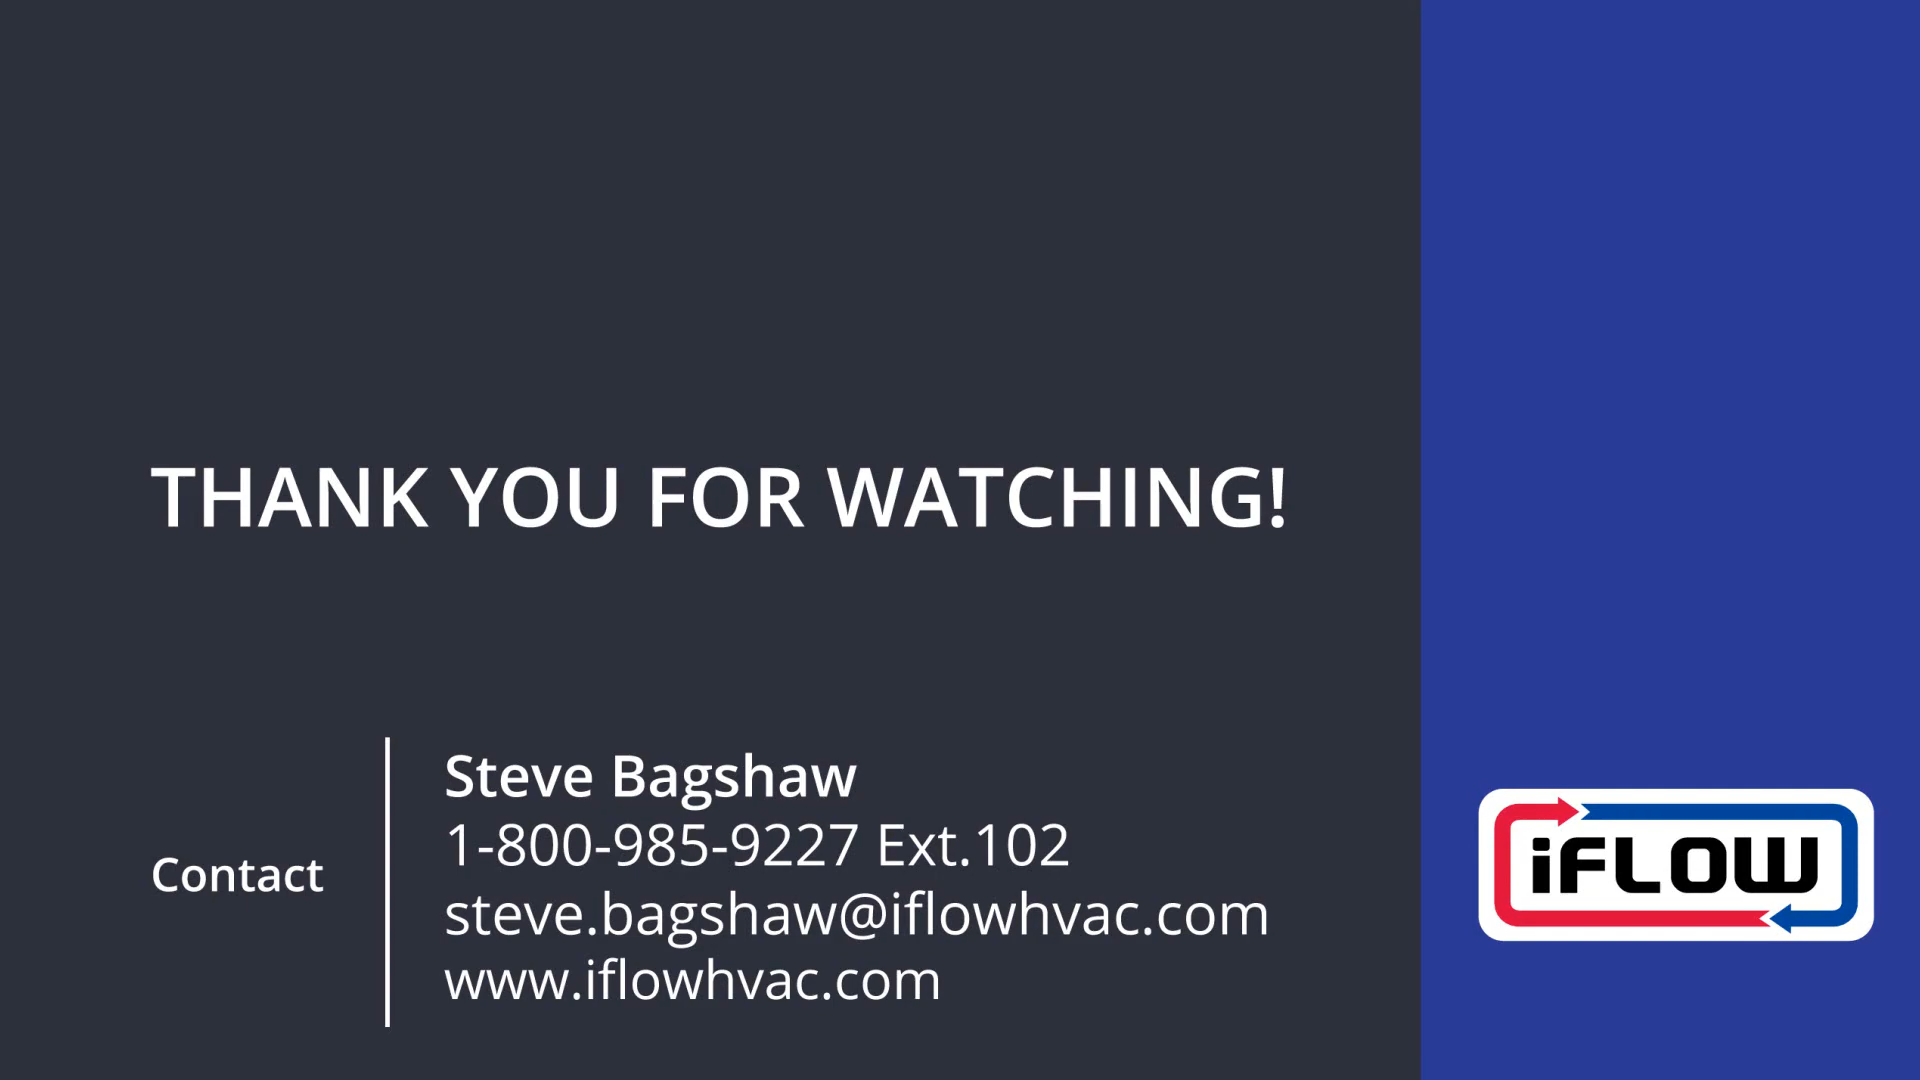 THANK YOU FOR WATCHING!
Contact
Steve Bagshaw
1-800-985-9227 Ext.102
steve.bagshaw@iflowhvac.com
www.iflowhvac.com
iFLOW